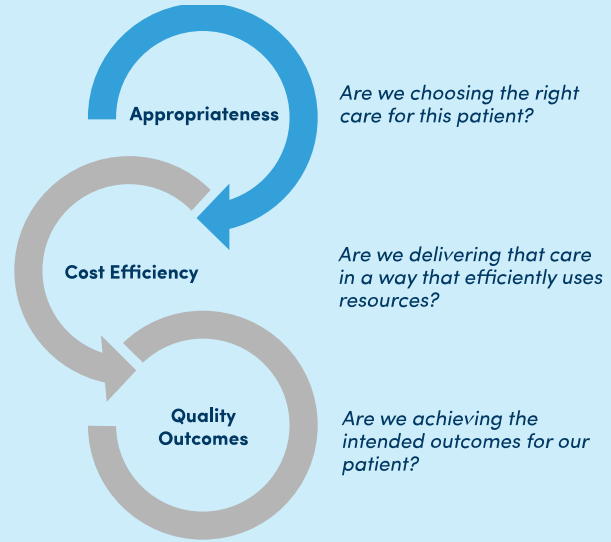 Appropriateness
Are we choosing the right
care for this patient?
Cost Efficiency
Are we delivering that care
in a way that efficiently uses
resources?
Quality
Outcomes
Are we achieving the
intended outcomes for our
patient?